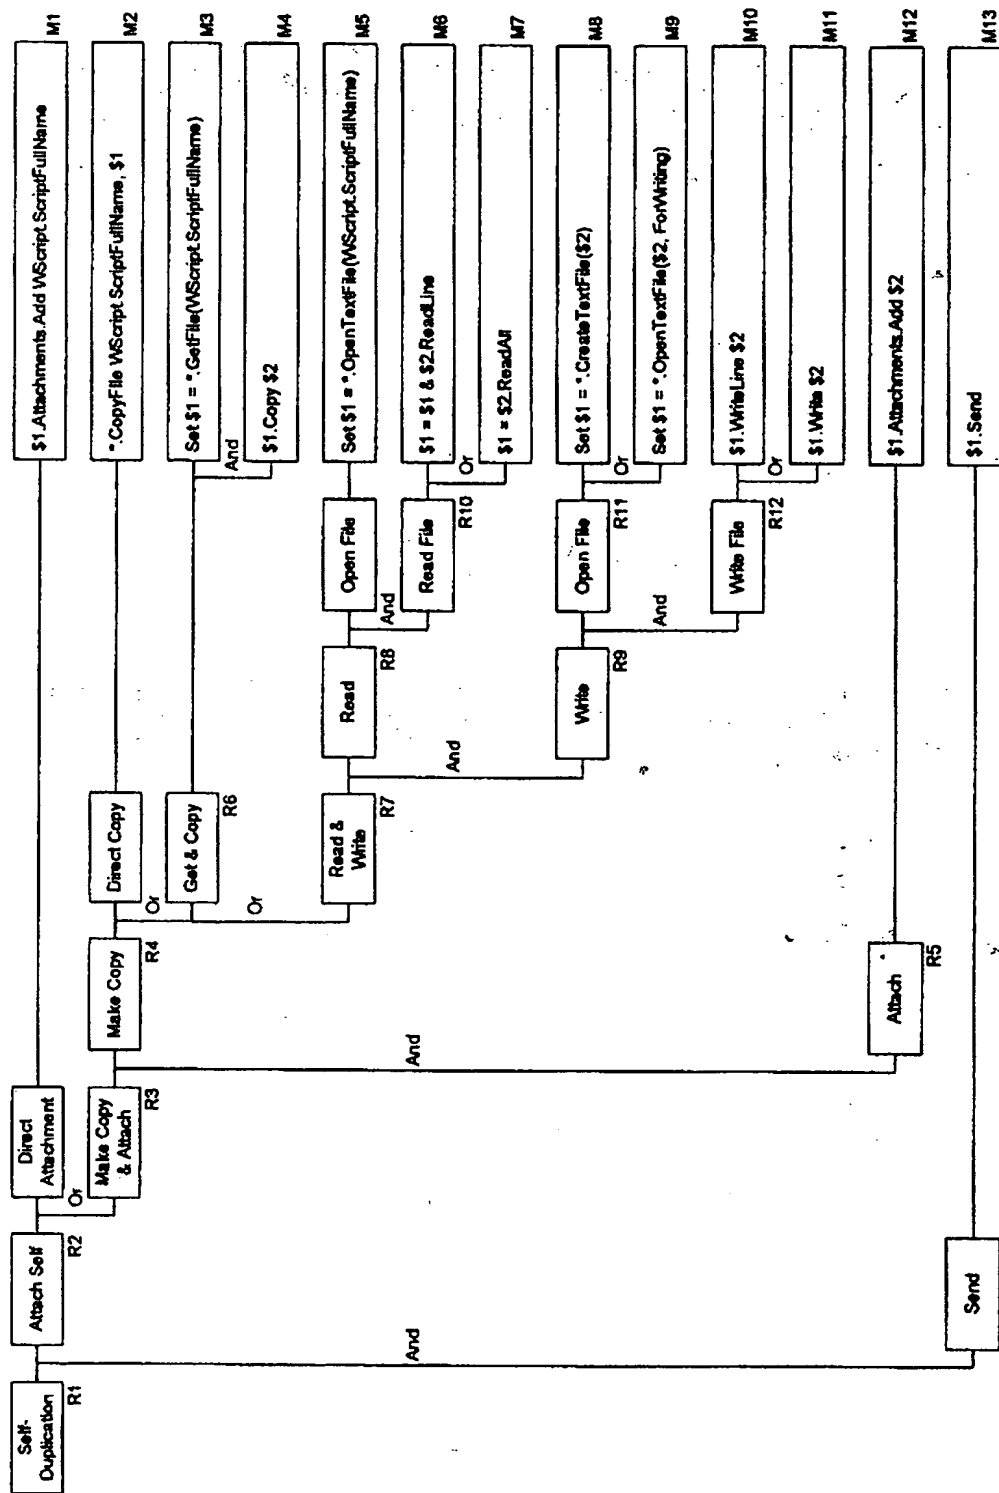 Self-
Duplication
R1
And
Attach Self
R2
Or
Send
Direct
Attachment
Make Copy
& Attach
R3
And
Make Copy
R4
Or
Or
Attach
R5
Direct Copy
Get & Copy
R6
Read &
Write
R7
And
Read
R8
And
Write
R9
And
Open File
Read File
R10
Open File
R11
Write File
R12
And
Or
Or
Or
$1.Attachments.Add WScript.ScriptFullName
M1
*.CopyFile WScript.ScriptFullName, $1
M2
Set $1 = *.GetFile(WScript.ScriptFullName)
M3
$1.Copy $2
M4
Set $1 = *.OpenTextFile(WScript.ScriptFullName)
M5
$1 = $1 & $2.ReadLine
M6
$1 = $2.ReadAll
M7
Set $1 = *.CreateTextFile($2)
M8
Set $1 = *.OpenTextFile($2, ForWriting)
M9
$1.WriteLine $2
M10
$1.Write $2
M11
$1.Attachments.Add $2
M12
$1.Send
M13